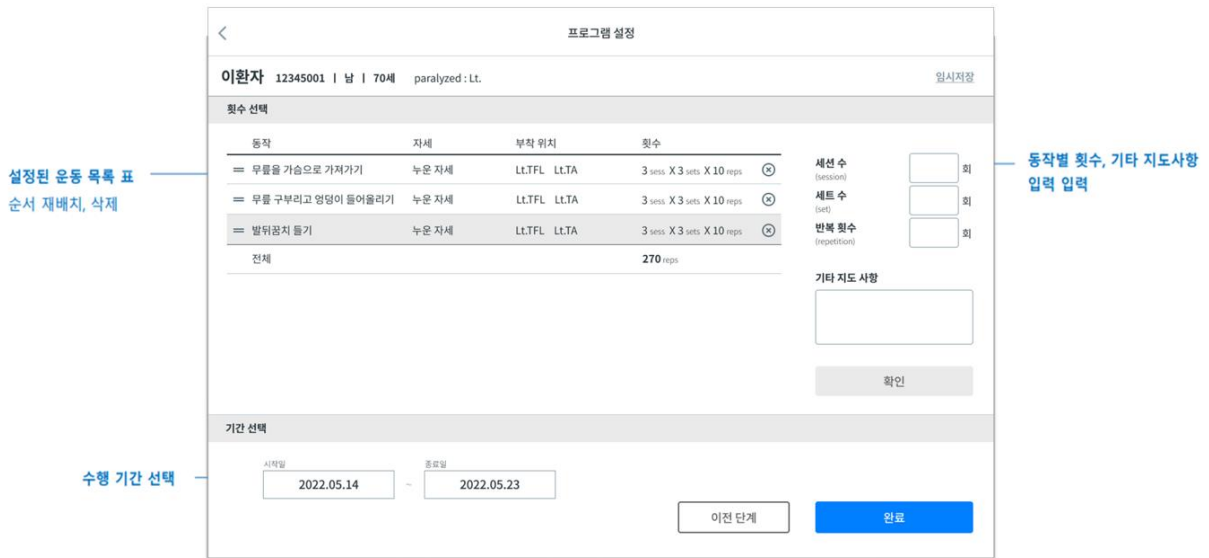 프로그램 설정
이환자 12345001 | 남 | 70세 paralyzed : Lt. 임시저장
횟수 선택
동작 자세 부착 위치 횟수
무릎을 가슴으로 가져가기 누운 자세 Lt.TFL Lt.TA 3 sess X 3 sets X 10 reps
무릎 구부리고 엉덩이 들어올리기 누운 자세 Lt.TFL Lt.TA 3 sess X 3 sets X 10 reps
발뒤꿈치 들기 누운 자세 Lt.TFL Lt.TA 3 sess X 3 sets X 10 reps
전체 270 reps
세션 수 회
(session)
세트 수 회
(set)
반복 횟수 회
(repetition)
기타 지도 사항
확인
기간 선택
시작일 종료일
2022.05.14 ~ 2022.05.23
이전 단계 완료
설정된 운동 목록 표
순서 재배치, 삭제
수행 기간 선택
동작별 횟수, 기타 지도사항
입력 입력